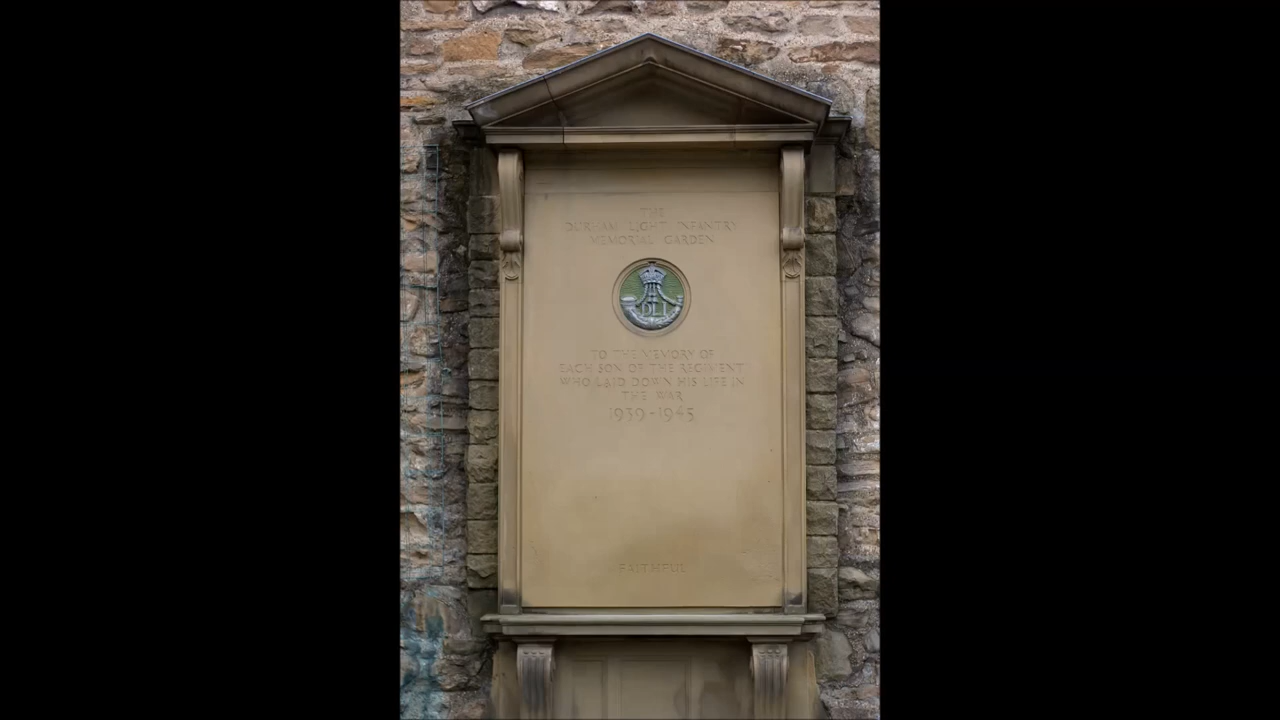 THE
DURHAM LIGHT INFANTRY
MEMORIAL GARDEN
DLI
TO THE MEMORY OF
EACH SON OF THE REGIMENT
WHO LAID DOWN HIS LIFE IN
THE WAR
1939-1945
FAITHFUL